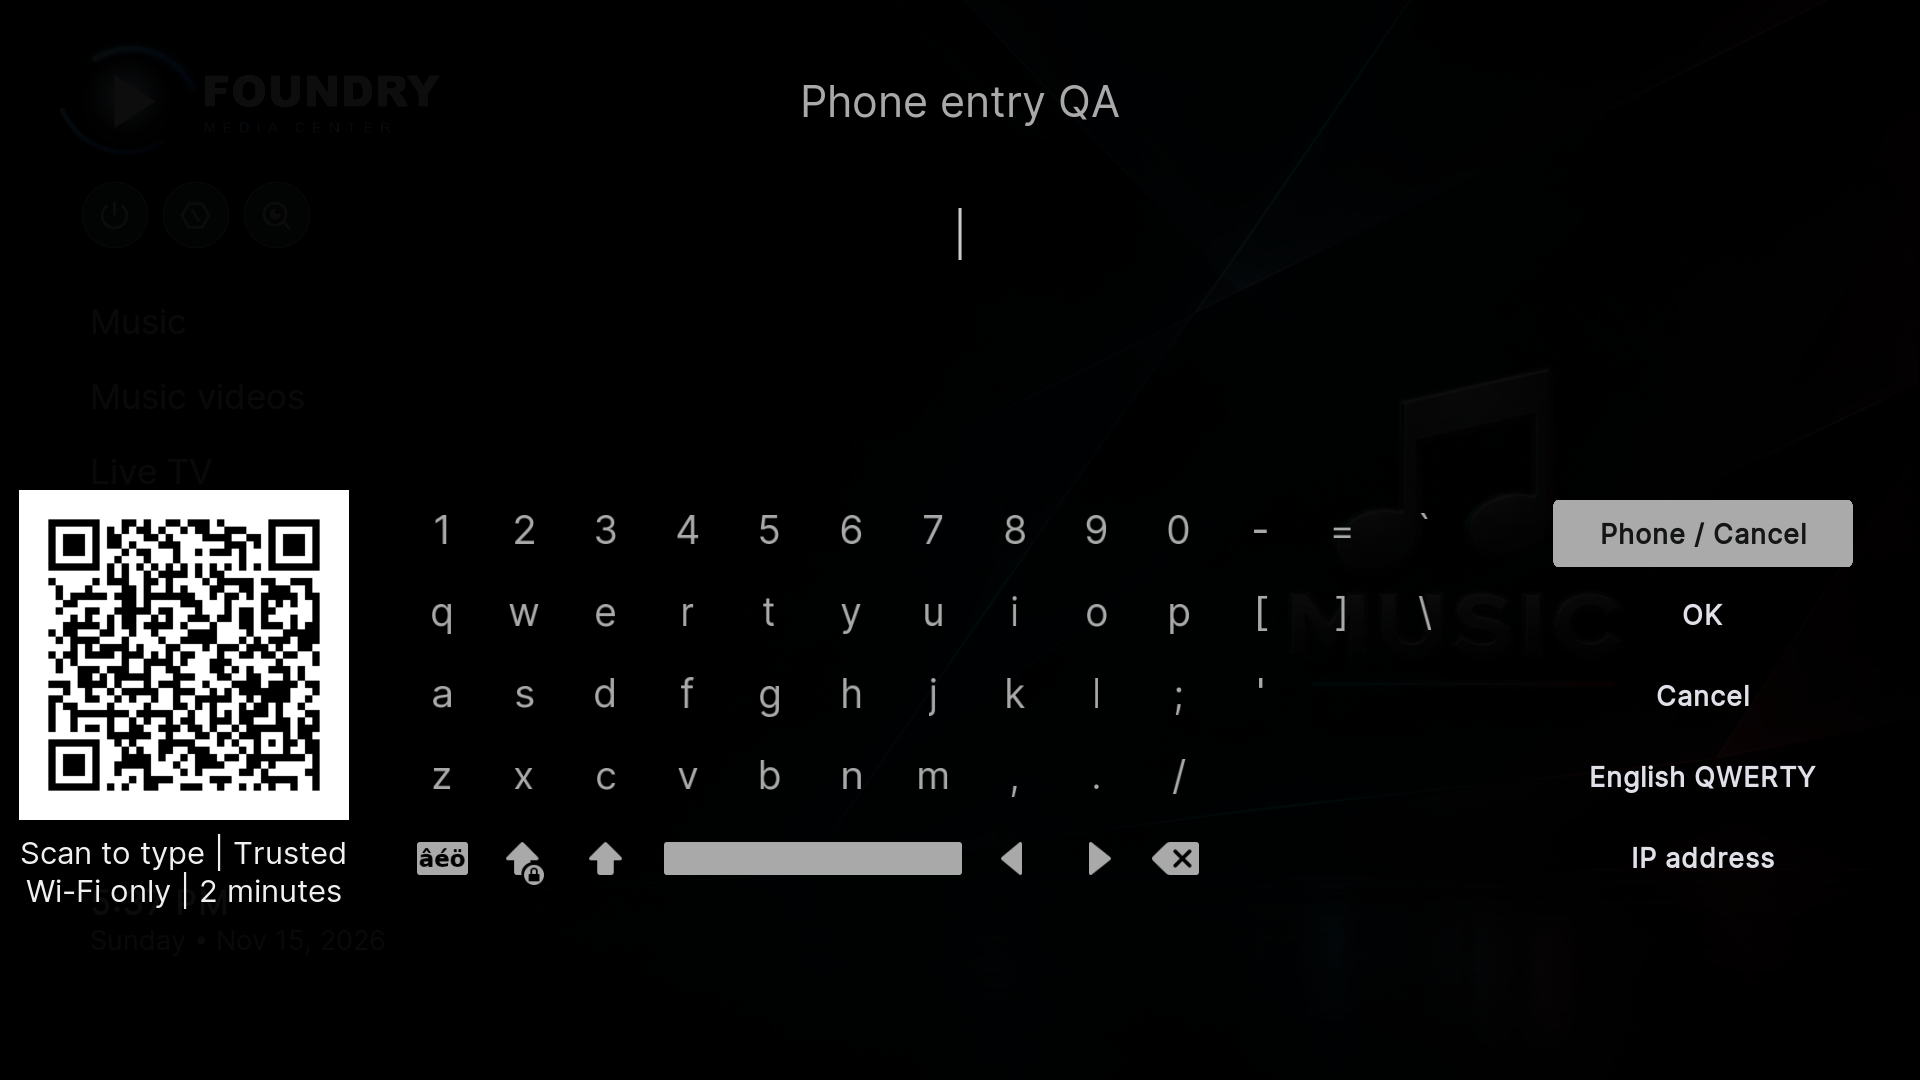 FOUNDRY
MEDIA CENTER
Phone entry QA
Music
Music videos
Live TV
1 2 3 4 5 6 7 8 9 0 - = `
Phone / Cancel
q w e r t y u i o p [ ] \
MUSIC
OK
a s d f g h j k l ; '
Cancel
z x c v b n m , . /
English QWERTY
âéö
IP address
Scan to type | Trusted
Wi-Fi only | 2 minutes
PM
Sunday • Nov 15, 2026